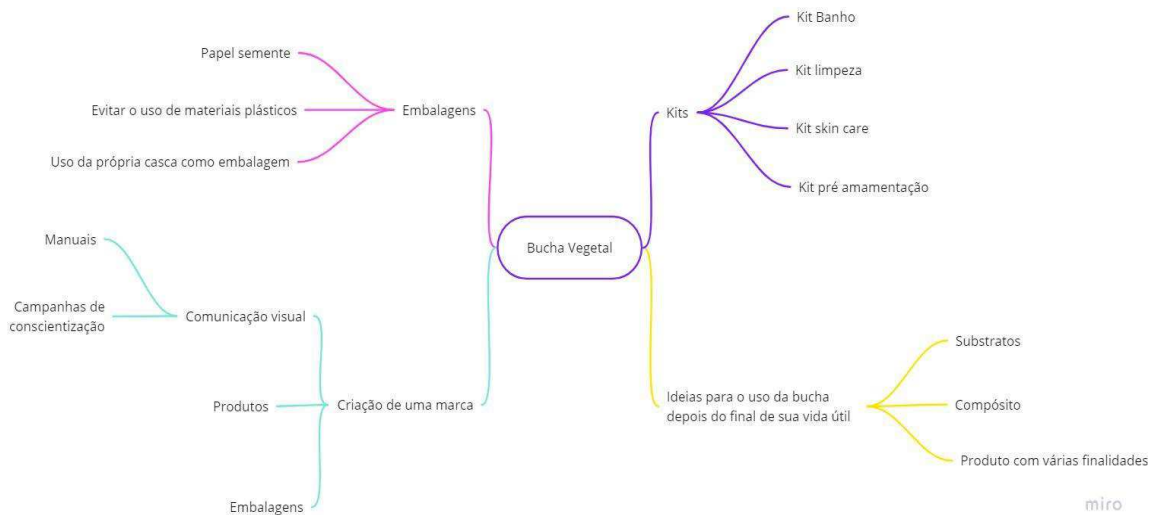 Kit Banho
Papel semente
Kit limpeza
Evitar o uso de materiais plásticos
Embalagens
Kits
Kit skin care
Uso da própria casca como embalagem
Kit pré amamentação
Manuais
Bucha Vegetal
Campanhas de
conscientização
Comunicação visual
Substratos
Produtos
Criação de uma marca
Ideias para o uso da bucha
depois do final de sua vida útil
Compósito
Produto com várias finalidades
Embalagens
miro